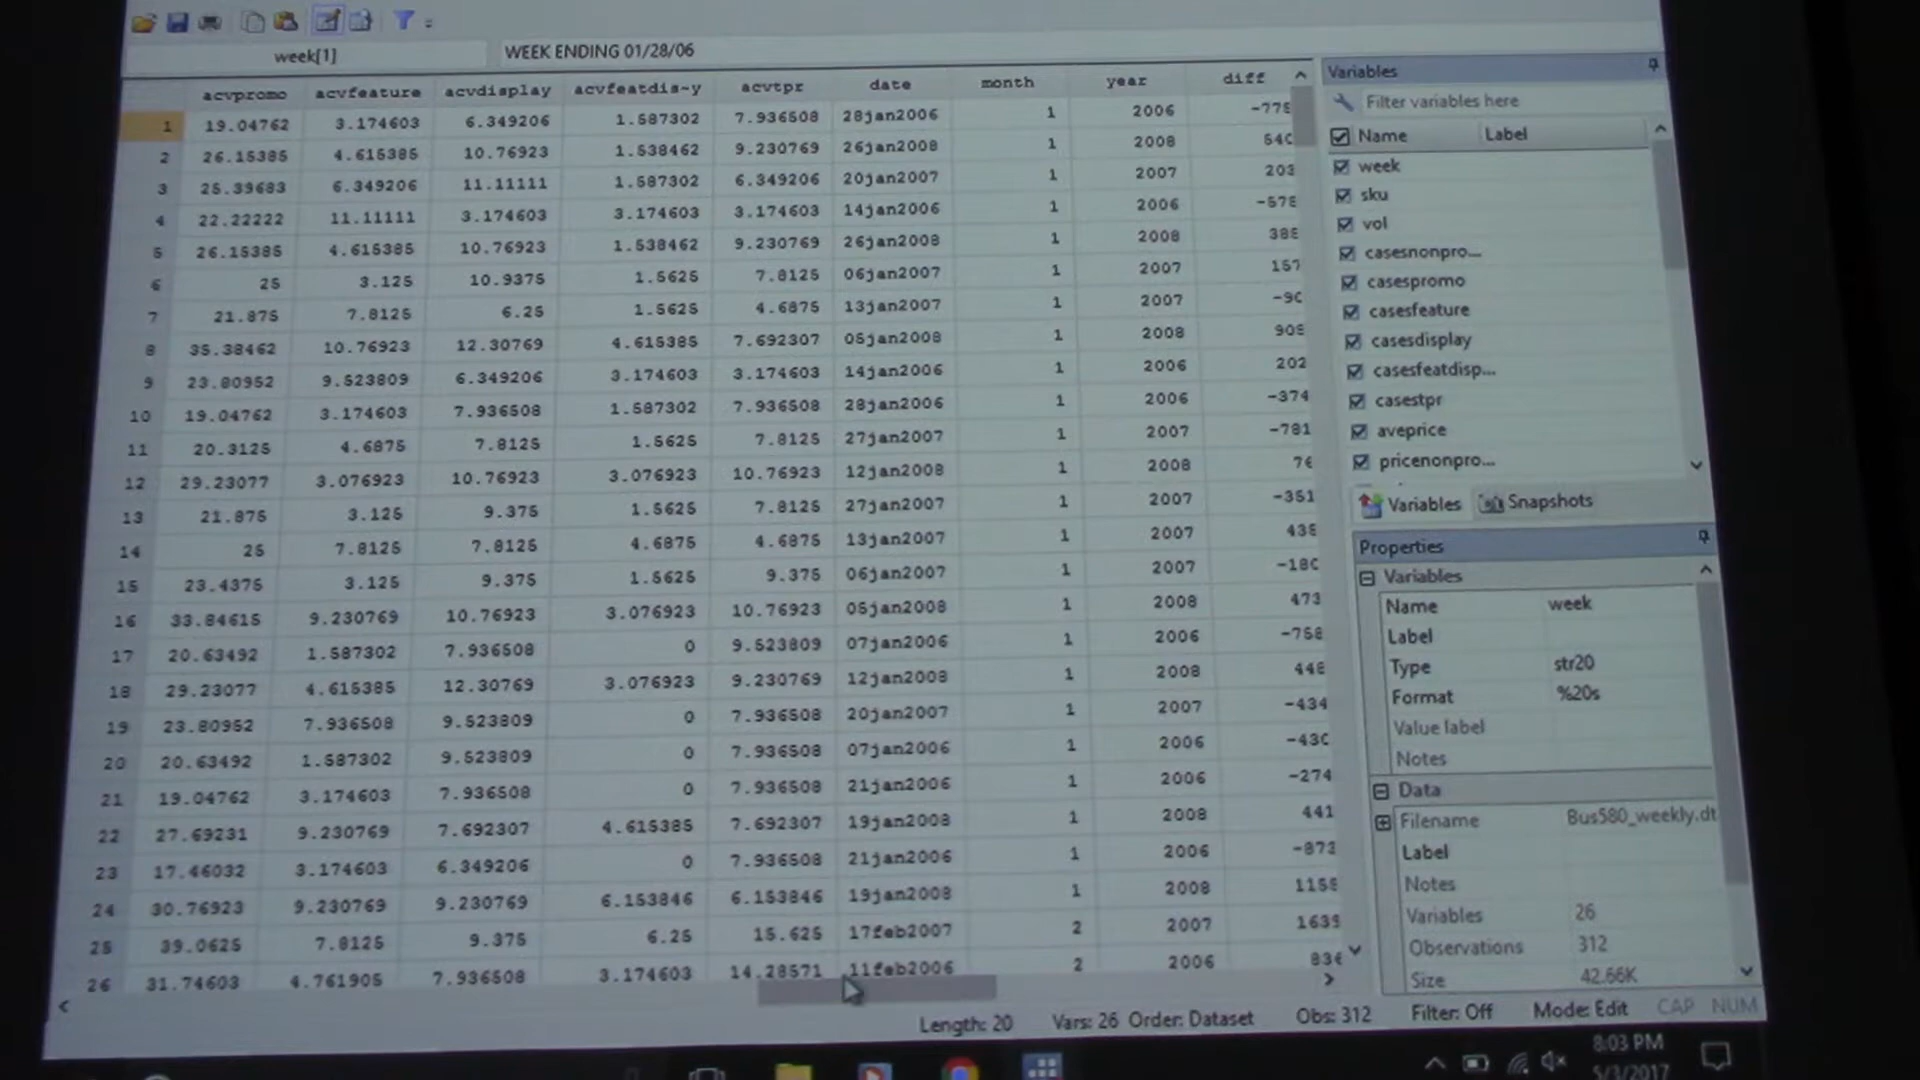 week[1] WEEK ENDING 01/28/06
acvpromo acvfeature acvdisplay acvfeatdis~y acvtpr date month year diff
1 19.04762 3.174603 6.349206 1.587302 7.936508 28jan2006 1 2006
2 26.15385 4.615385 10.76923 1.538462 9.230769 26jan2008 1 2008
3 25.39683 6.349206 11.11111 1.587302 6.349206 20jan2007 1 2007 203
4 22.22222 11.11111 3.174603 3.174603 3.174603 14jan2006 1 2006
5 26.15385 4.615385 10.76923 1.538462 9.230769 26jan2008 1 2008
6 25 3.125 10.9375 1.5625 7.8125 06jan2007 1 2007 157
7 21.875 7.8125 6.25 1.5625 4.6875 13jan2007 1 2007
8 35.38462 10.76923 12.30769 4.615385 7.692307 05jan2008 1 2008
9 23.80952 9.523809 6.349206 3.174603 3.174603 14jan2006 1 2006 202
10 19.04762 3.174603 7.936508 1.587302 7.936508 28jan2006 1 2006 -374
11 20.3125 4.6875 7.8125 1.5625 7.8125 27jan2007 1 2007 -781
12 29.23077 3.076923 10.76923 3.076923 10.76923 12jan2008 1 2008
13 21.875 3.125 9.375 1.5625 7.8125 27jan2007 1 2007 -351
14 25 7.8125 7.8125 4.6875 4.6875 13jan2007 1 2007
15 23.4375 3.125 9.375 1.5625 9.375 06jan2007 1 2007
16 33.84615 9.230769 10.76923 3.076923 10.76923 05jan2008 1 2008 473
17 20.63492 1.587302 7.936508 0 9.523809 07jan2006 1 2006
18 29.23077 4.615385 12.30769 3.076923 9.230769 12jan2008 1 2008
19 23.80952 7.936508 9.523809 0 7.936508 20jan2007 1 2007 -434
20 20.63492 1.587302 9.523809 0 7.936508 07jan2006 1 2006
21 19.04762 3.174603 7.936508 0 7.936508 21jan2006 1 2006 -274
22 27.69231 9.230769 7.692307 4.615385 7.692307 19jan2008 1 2008 441
23 17.46032 3.174603 6.349206 0 7.936508 21jan2006 1 2006 -873
24 30.76923 9.230769 9.230769 6.153846 6.153846 19jan2008 1 2008
25 39.0625 7.8125 9.375 6.25 15.625 17feb2007 2 2007
26 31.74603 4.761905 7.936508 3.174603 14.28571 11feb2006 2 2006
Variables
Filter variables here
Name Label
week
sku
vol
casesnonpro...
casespromo
casesfeature
casesdisplay
casesfeatdisp...
casestpr
aveprice
pricenonpro...
Variables Snapshots
Properties
Variables
Name week
Label
Type str20
Format %20s
Value label
Notes
Data
Filename Bus580_weekly.dt
Label
Notes
Variables 26
Observations 312
Size 42.66K
Length: 20 Vars: 26 Order: Dataset Obs: 312 Filter: Off Mode: Edit CAP NUM
8:03 PM
5/3/2017